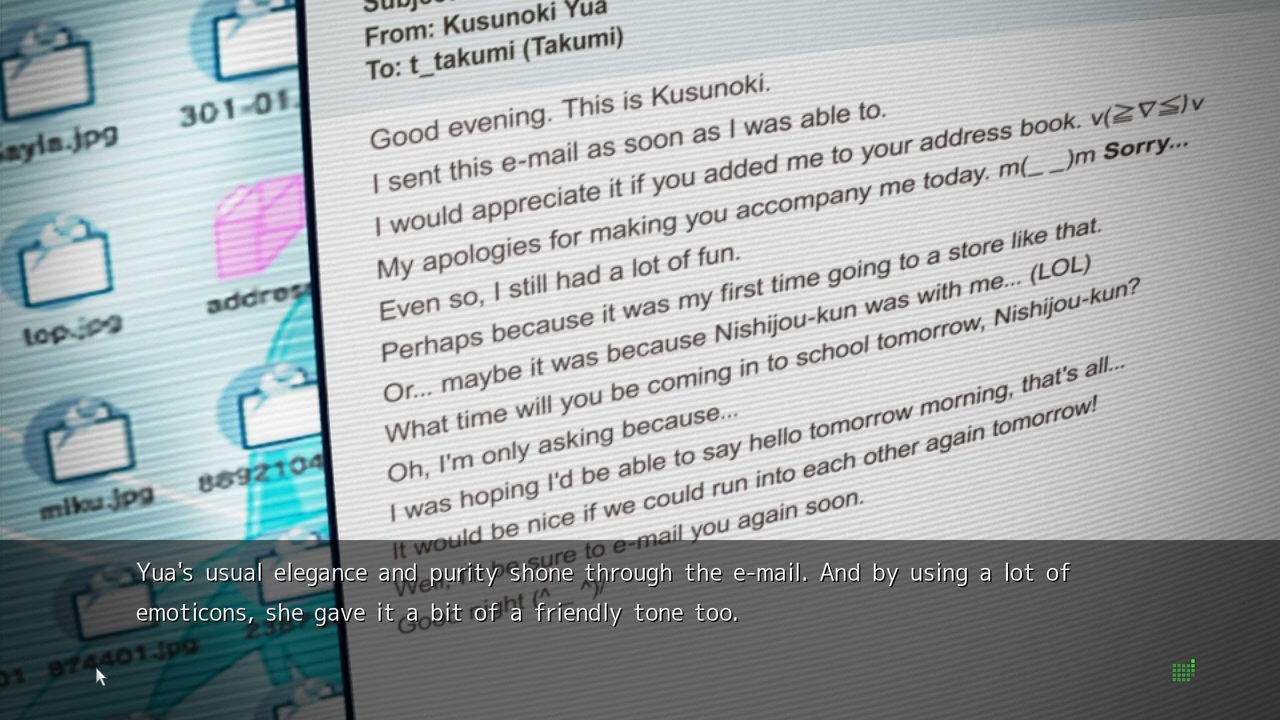 From: Kusunoki Yua
To: t_takumi (Takumi)
Good evening. This is Kusunoki.
I sent this e-mail as soon as I was able to.
I would appreciate it if you added me to your address book. v(≧∇≦)v
My apologies for making you accompany me today. m(_ _)m Sorry...
Even so, I still had a lot of fun.
Perhaps because it was my first time going to a store like that.
Or... maybe it was because Nishijou-kun was with me... (LOL)
What time will you be coming in to school tomorrow, Nishijou-kun?
Oh, I'm only asking because...
I was hoping I'd be able to say hello tomorrow morning, that's all...
It would be nice if we could run into each other again tomorrow!
Well, I'll be sure to e-mail you again soon.
Good night (^_^)/
301-01.
top.jpg
miku.jpg
8892104
874401.jpg
Yua's usual elegance and purity shone through the e-mail. And by using a lot of
emoticons, she gave it a bit of a friendly tone too.